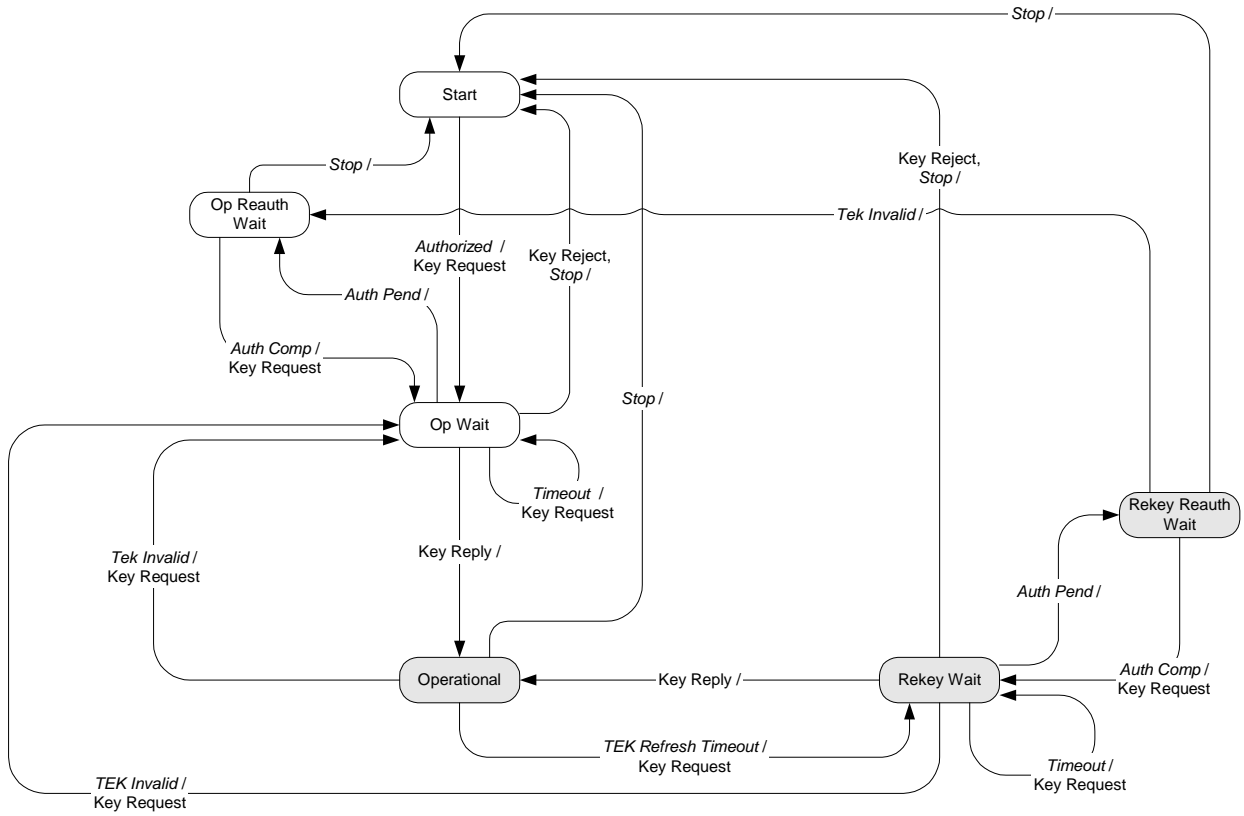 Stop /
Start
Key Reject,
Stop /
Stop /
Op Reauth
Wait
Tek Invalid /
Authorized /
Key Request
Key Reject,
Stop /
Auth Pend /
Auth Comp /
Key Request
Stop /
Op Wait
Timeout /
Key Request
Rekey Reauth
Wait
Key Reply /
Tek Invalid /
Key Request
Auth Pend /
Auth Comp /
Key Request
Operational
Key Reply /
Rekey Wait
TEK Refresh Timeout /
Key Request
Timeout /
Key Request
TEK Invalid /
Key Request